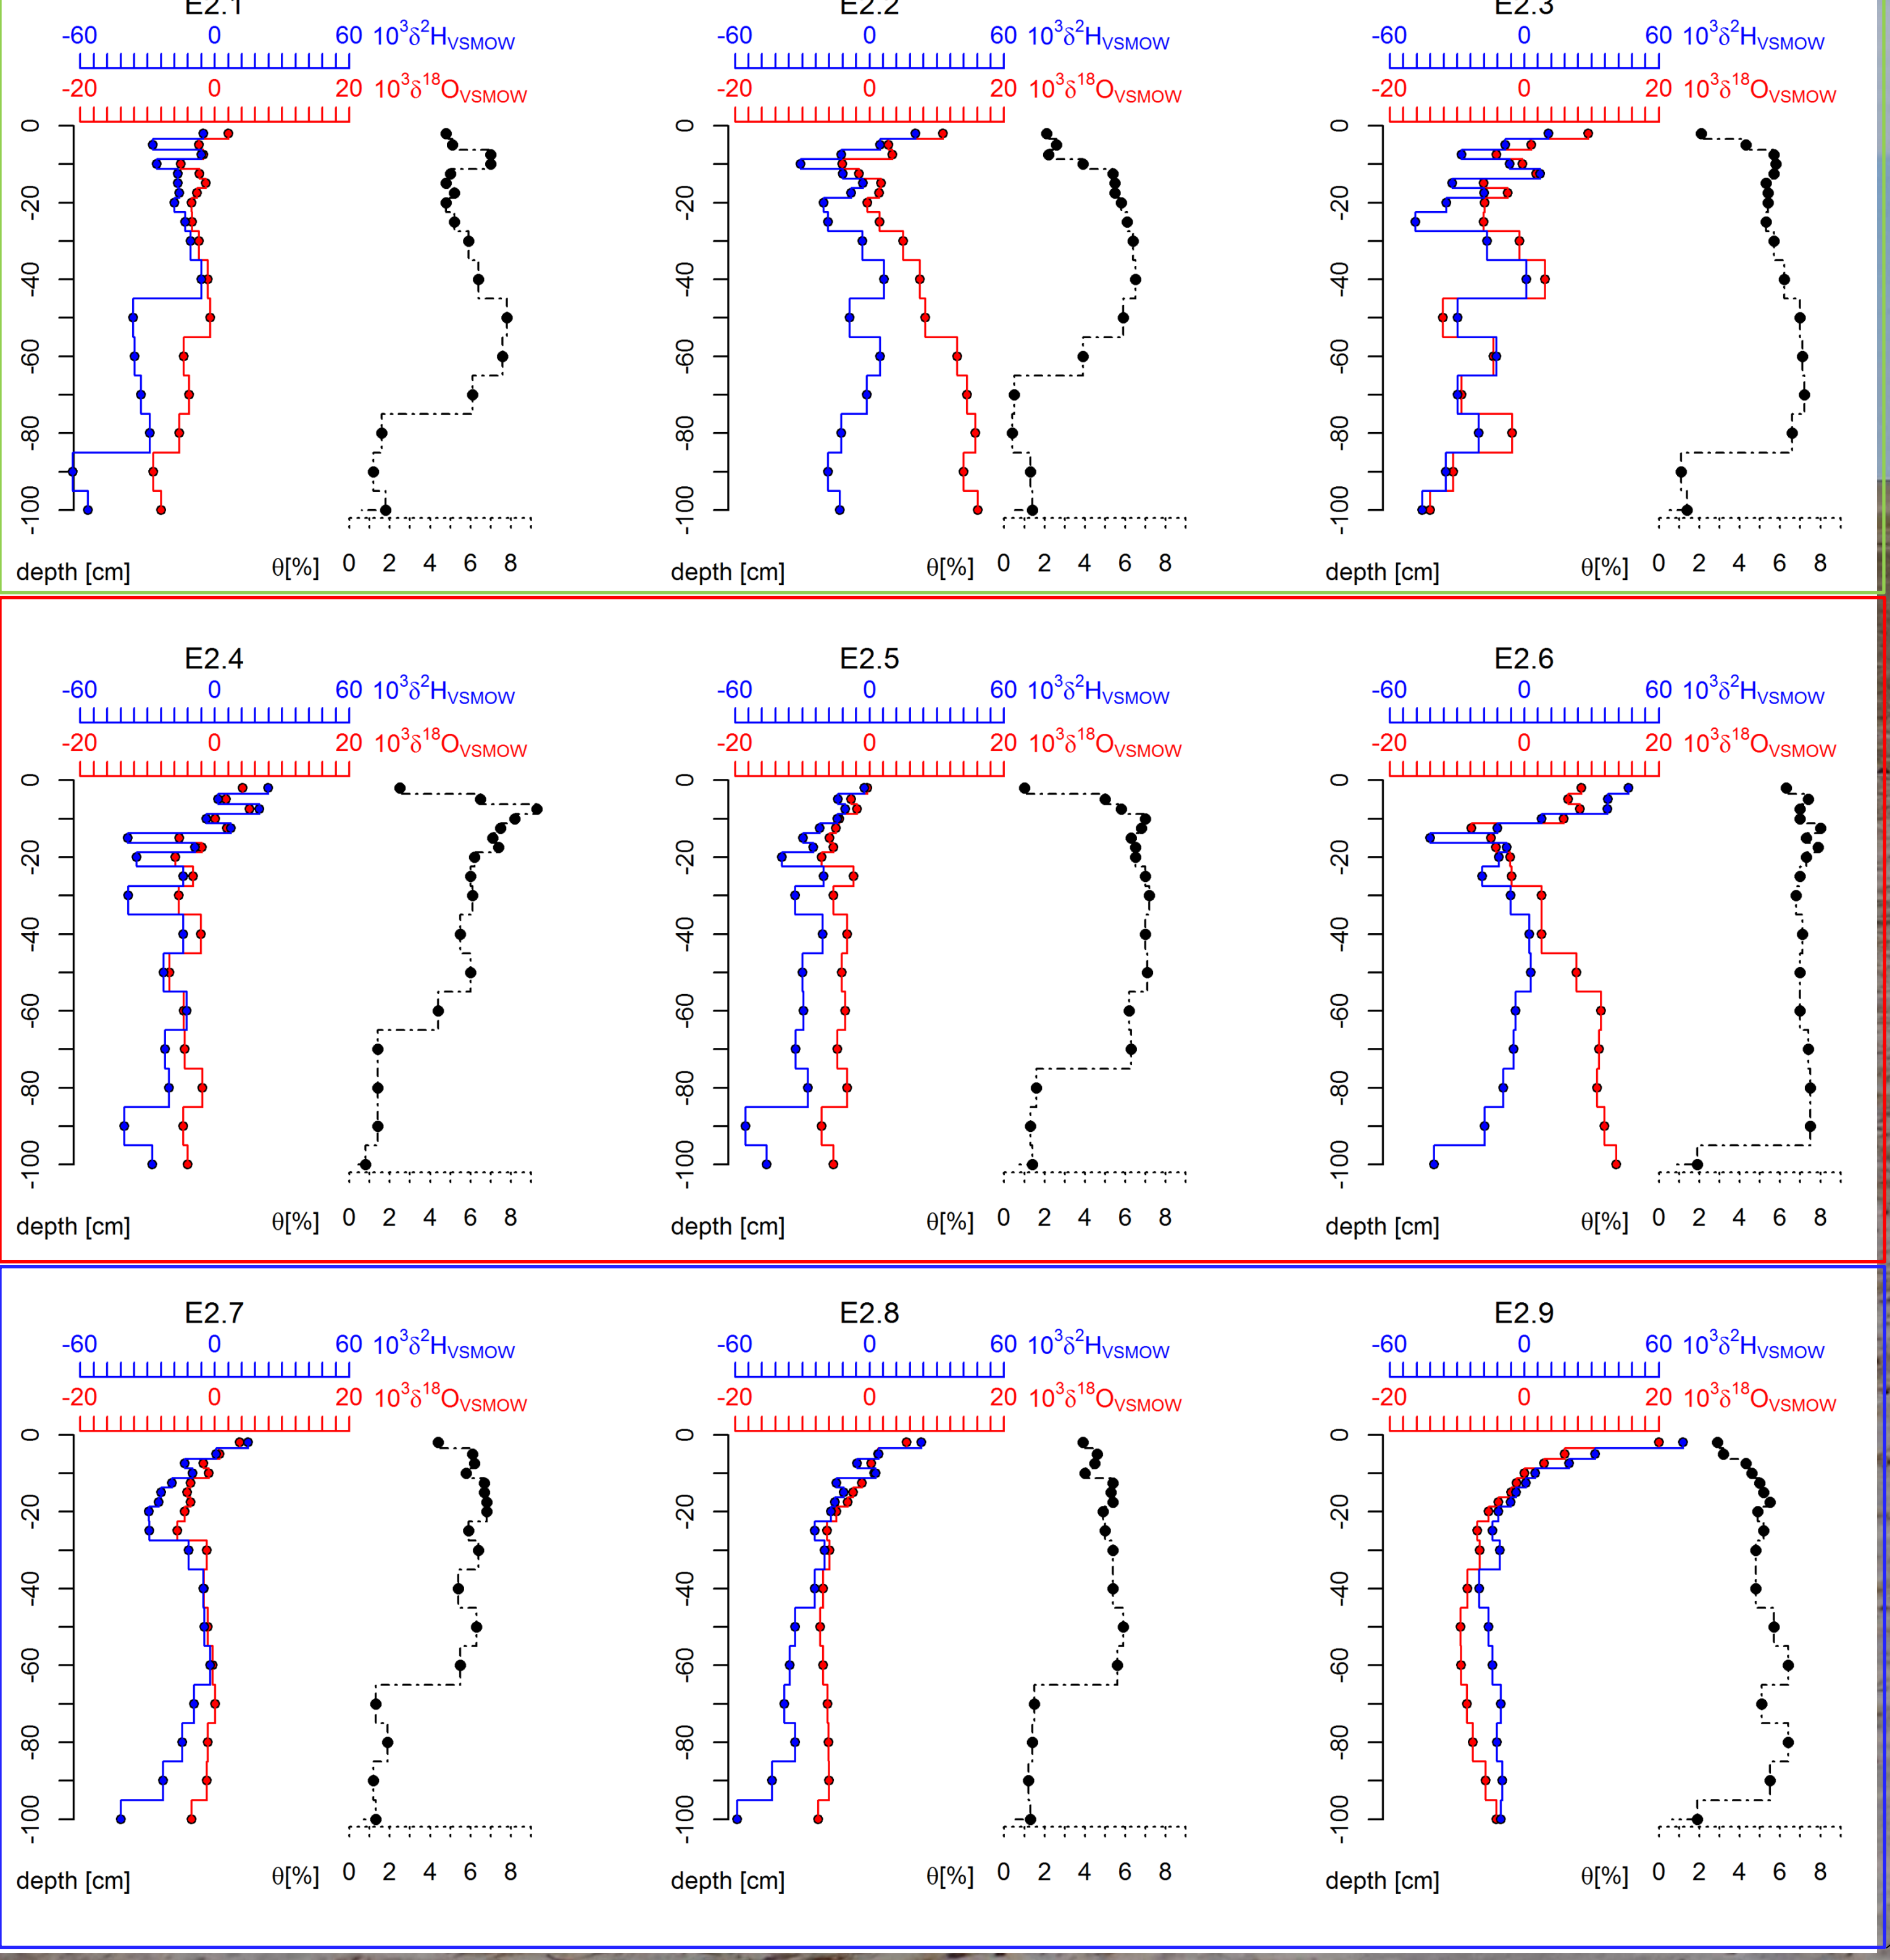 E2.1 E2.2 E2.3
-60 0 60 10³δ²H_VSMOW -60 0 60 10³δ²H_VSMOW -60 0 60 10³δ²H_VSMOW
-20 0 20 10³δ¹⁸O_VSMOW -20 0 20 10³δ¹⁸O_VSMOW -20 0 20 10³δ¹⁸O_VSMOW
0 0 0
-20 -20 -20
-40 -40 -40
-60 -60 -60
-80 -80 -80
-100 -100 -100
depth [cm] θ[%] 0 2 4 6 8 depth [cm] θ[%] 0 2 4 6 8 depth [cm] θ[%] 0 2 4 6 8
E2.4 E2.5 E2.6
-60 0 60 10³δ²H_VSMOW -60 0 60 10³δ²H_VSMOW -60 0 60 10³δ²H_VSMOW
-20 0 20 10³δ¹⁸O_VSMOW -20 0 20 10³δ¹⁸O_VSMOW -20 0 20 10³δ¹⁸O_VSMOW
0 0 0
-20 -20 -20
-40 -40 -40
-60 -60 -60
-80 -80 -80
-100 -100 -100
depth [cm] θ[%] 0 2 4 6 8 depth [cm] θ[%] 0 2 4 6 8 depth [cm] θ[%] 0 2 4 6 8
E2.7 E2.8 E2.9
-60 0 60 10³δ²H_VSMOW -60 0 60 10³δ²H_VSMOW -60 0 60 10³δ²H_VSMOW
-20 0 20 10³δ¹⁸O_VSMOW -20 0 20 10³δ¹⁸O_VSMOW -20 0 20 10³δ¹⁸O_VSMOW
0 0 0
-20 -20 -20
-40 -40 -40
-60 -60 -60
-80 -80 -80
-100 -100 -100
depth [cm] θ[%] 0 2 4 6 8 depth [cm] θ[%] 0 2 4 6 8 depth [cm] θ[%] 0 2 4 6 8